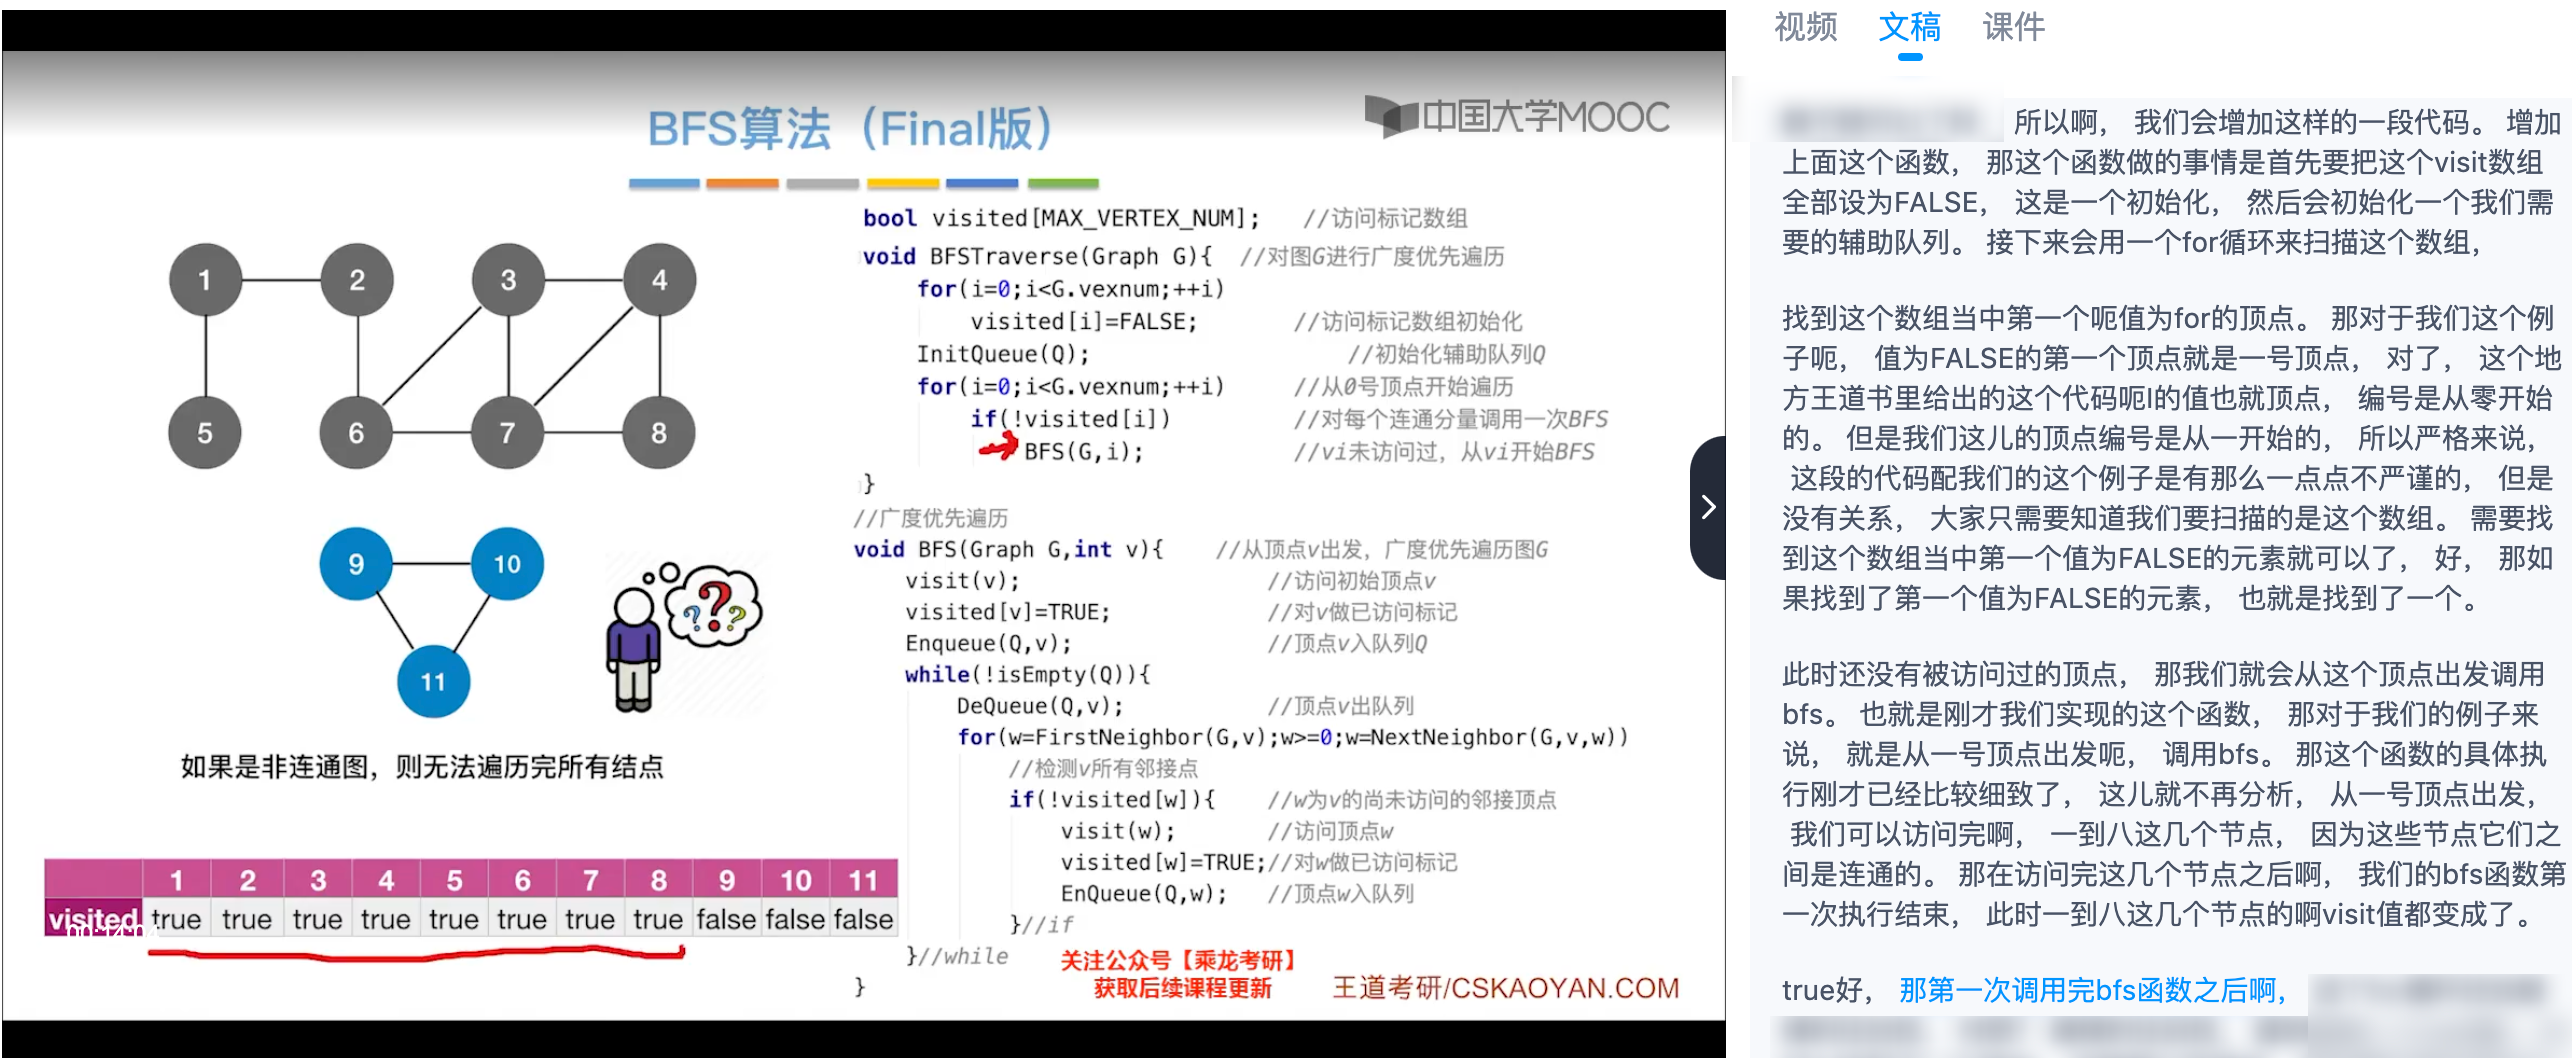 BFS算法（Final版）
中国大学MOOC
1
2
3
4
5
6
7
8
9
10
11
如果是非连通图，则无法遍历完所有结点
1 2 3 4 5 6 7 8 9 10 11
visited true true true true true true true true false false false
bool visited[MAX_VERTEX_NUM]; //访问标记数组
void BFSTraverse(Graph G){ //对图G进行广度优先遍历
for(i=0;i<G.vexnum;++i)
visited[i]=FALSE; //访问标记数组初始化
InitQueue(Q); //初始化辅助队列Q
for(i=0;i<G.vexnum;++i) //从0号顶点开始遍历
if(!visited[i]) //对每个连通分量调用一次BFS
BFS(G,i); //vi未访问过，从vi开始BFS
}
//广度优先遍历
void BFS(Graph G,int v){ //从顶点v出发，广度优先遍历图G
visit(v); //访问初始顶点v
visited[v]=TRUE; //对v做已访问标记
Enqueue(Q,v); //顶点v入队列Q
while(!isEmpty(Q)){
DeQueue(Q,v); //顶点v出队列
for(w=FirstNeighbor(G,v);w>=0;w=NextNeighbor(G,v,w))
//检测v所有邻接点
if(!visited[w]){ //w为v的尚未访问的邻接顶点
visit(w); //访问顶点w
visited[w]=TRUE;//对w做已访问标记
EnQueue(Q,w); //顶点w入队列
}//if
}//while
}
关注公众号【乘龙考研】
获取后续课程更新
王道考研/CSKAOYAN.COM
视频 文稿 课件
所以啊， 我们会增加这样的一段代码。 增加
上面这个函数， 那这个函数做的事情是首先要把这个visit数组
全部设为FALSE， 这是一个初始化， 然后会初始化一个我们需
要的辅助队列。 接下来会用一个for循环来扫描这个数组，
找到这个数组当中第一个呃值为for的顶点。 那对于我们这个例
子呃， 值为FALSE的第一个顶点就是一号顶点， 对了， 这个地
方王道书里给出的这个代码呃I的值也就顶点， 编号是从零开始
的。 但是我们这儿的顶点编号是从一开始的， 所以严格来说，
这段的代码配我们的这个例子是有那么一点点不严谨的， 但是
没有关系， 大家只需要知道我们要扫描的是这个数组。 需要找
到这个数组当中第一个值为FALSE的元素就可以了， 好， 那如
果找到了第一个值为FALSE的元素， 也就是找到了一个。
此时还没有被访问过的顶点， 那我们就会从这个顶点出发调用
bfs。 也就是刚才我们实现的这个函数， 那对于我们的例子来
说， 就是从一号顶点出发呃， 调用bfs。 那这个函数的具体执
行刚才已经比较细致了， 这儿就不再分析， 从一号顶点出发，
我们可以访问完啊， 一到八这几个节点， 因为这些节点它们之
间是连通的。 那在访问完这几个节点之后啊， 我们的bfs函数第
一次执行结束， 此时一到八这几个节点的啊visit值都变成了。
true好， 那第一次调用完bfs函数之后啊，